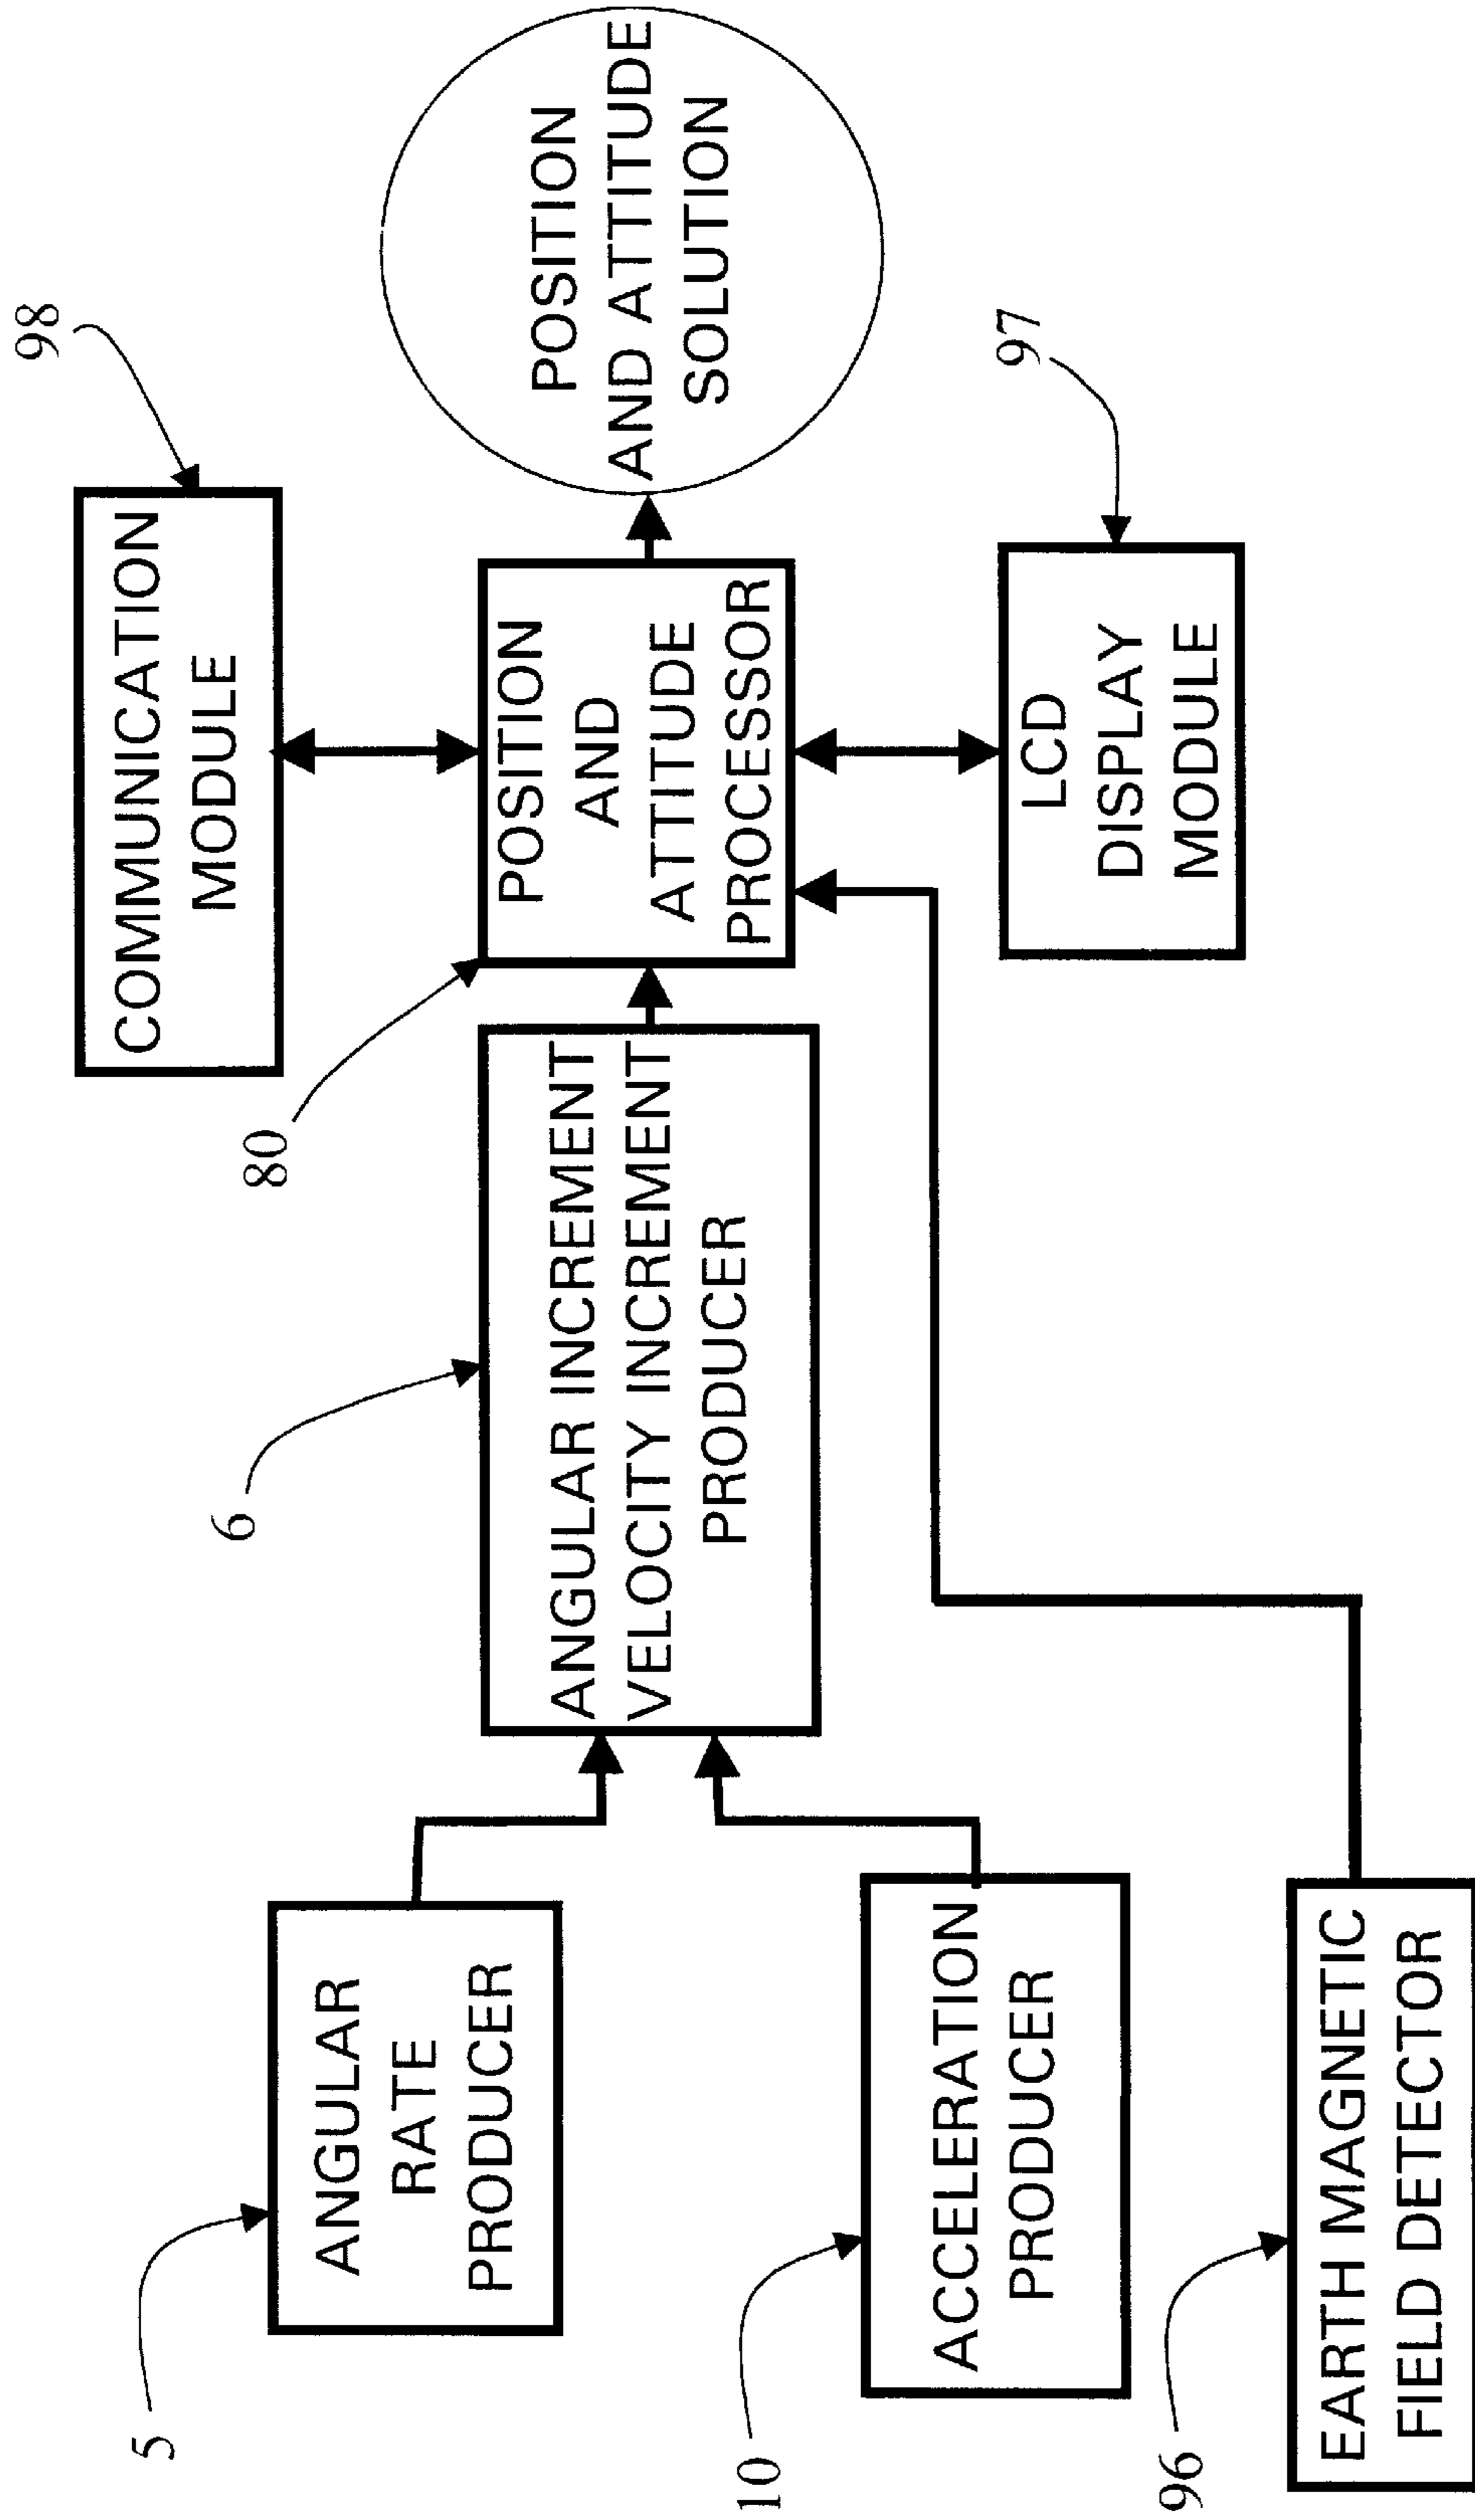 5
ANGULAR
RATE
PRODUCER
10
ACCELERATION
PRODUCER
96
EARTH MAGNETIC
FIELD DETECTOR
6
ANGULAR INCREMENT
VELOCITY INCREMENT
PRODUCER
80
POSITION
AND
ATTITUDE
PROCESSOR
98
COMMUNICATION
MODULE
97
LCD
DISPLAY
MODULE
POSITION
AND ATTITUDE
SOLUTION